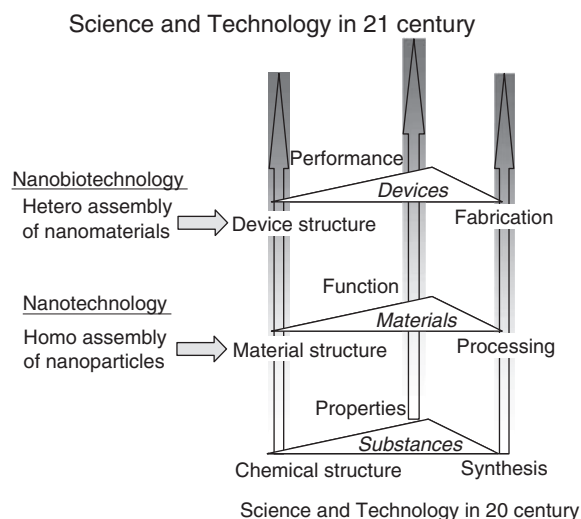 Science and Technology in 21 century
Performance
Nanobiotechnology
Devices
Hetero assembly
of nanomaterials
Device structure
Fabrication
Function
Nanotechnology
Materials
Homo assembly
of nanoparticles
Material structure
Processing
Properties
Substances
Chemical structure
Synthesis
Science and Technology in 20 century